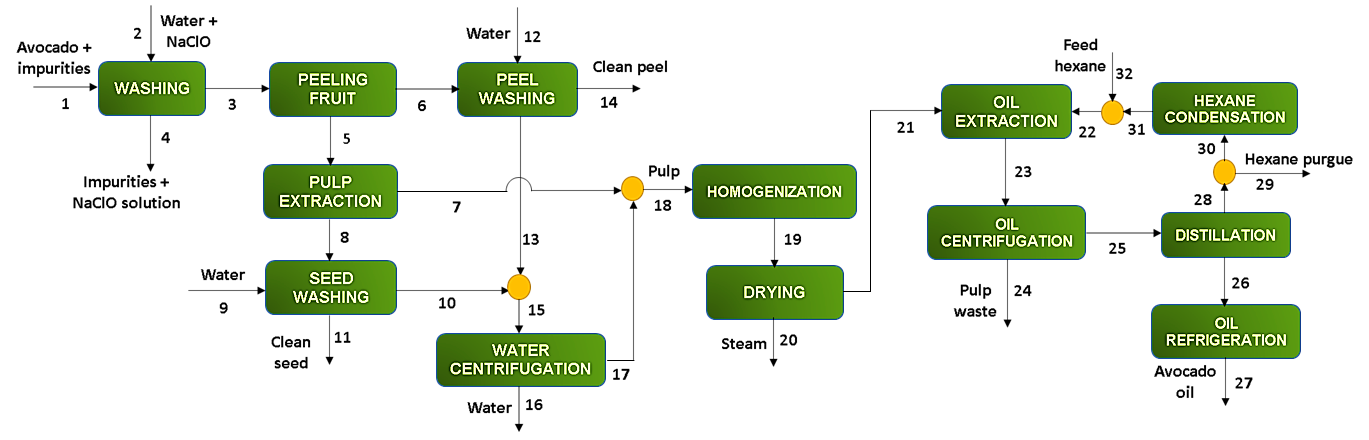 Water +
NaClO
2
Avocado +
impurities
1
WASHING
3
4
Impurities +
NaClO solution
PEELING
FRUIT
6
5
Water
12
PEEL
WASHING
Clean peel
14
PULP
EXTRACTION
7
8
Water
9
SEED
WASHING
10
11
Clean
seed
13
15
WATER
CENTRIFUGATION
17
Water
16
Pulp
18
HOMOGENIZATION
19
DRYING
Steam
20
21
OIL
EXTRACTION
22
Feed
hexane
32
31
HEXANE
CONDENSATION
30
Hexane purgue
29
28
23
OIL
CENTRIFUGATION
25
DISTILLATION
Pulp
waste
24
26
OIL
REFRIGERATION
Avocado
oil
27